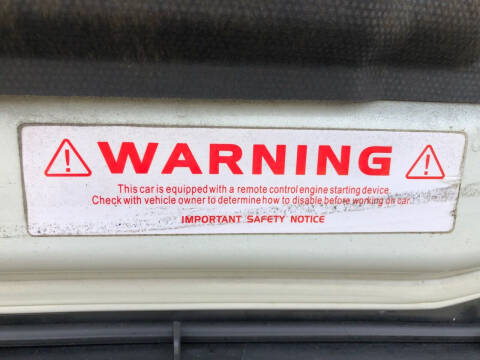 WARNING
This car is equipped with a remote control engine starting device.
Check with vehicle owner to determine how to disable before working on car.
IMPORTANT SAFETY NOTICE